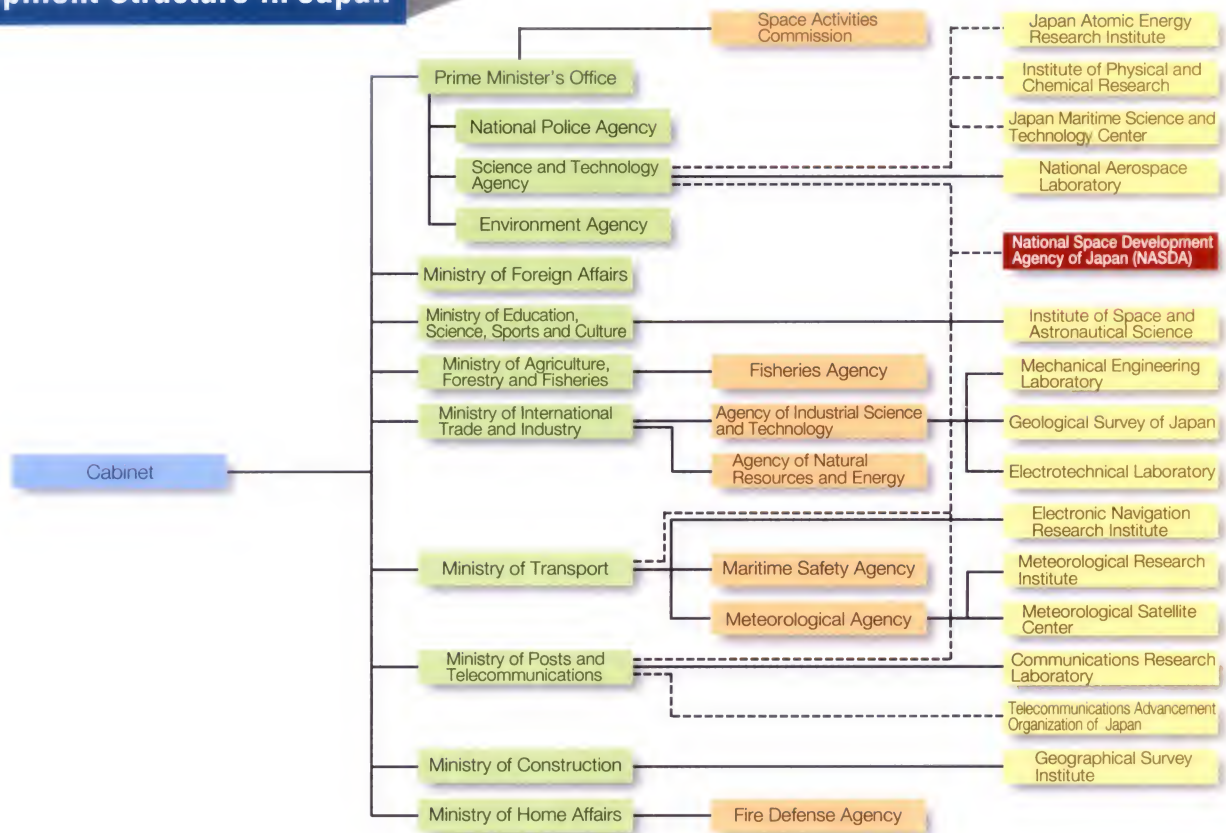 Structure in Japan
Space Activities
Commission
Japan Atomic Energy
Research Institute
Prime Minister's Office
Institute of Physical and
Chemical Research
National Police Agency
Japan Maritime Science and
Technology Center
Science and Technology
Agency
National Aerospace
Laboratory
Environment Agency
National Space Development
Agency of Japan (NASDA)
Ministry of Foreign Affairs
Ministry of Education,
Science, Sports and Culture
Institute of Space and
Astronautical Science
Ministry of Agriculture,
Forestry and Fisheries
Fisheries Agency
Mechanical Engineering
Laboratory
Ministry of International
Trade and Industry
Agency of Industrial Science
and Technology
Geological Survey of Japan
Cabinet
Agency of Natural
Resources and Energy
Electrotechnical Laboratory
Electronic Navigation
Research Institute
Ministry of Transport
Maritime Safety Agency
Meteorological Research
Institute
Meteorological Agency
Meteorological Satellite
Center
Ministry of Posts and
Telecommunications
Communications Research
Laboratory
Telecommunications Advancement
Organization of Japan
Ministry of Construction
Geographical Survey
Institute
Ministry of Home Affairs
Fire Defense Agency